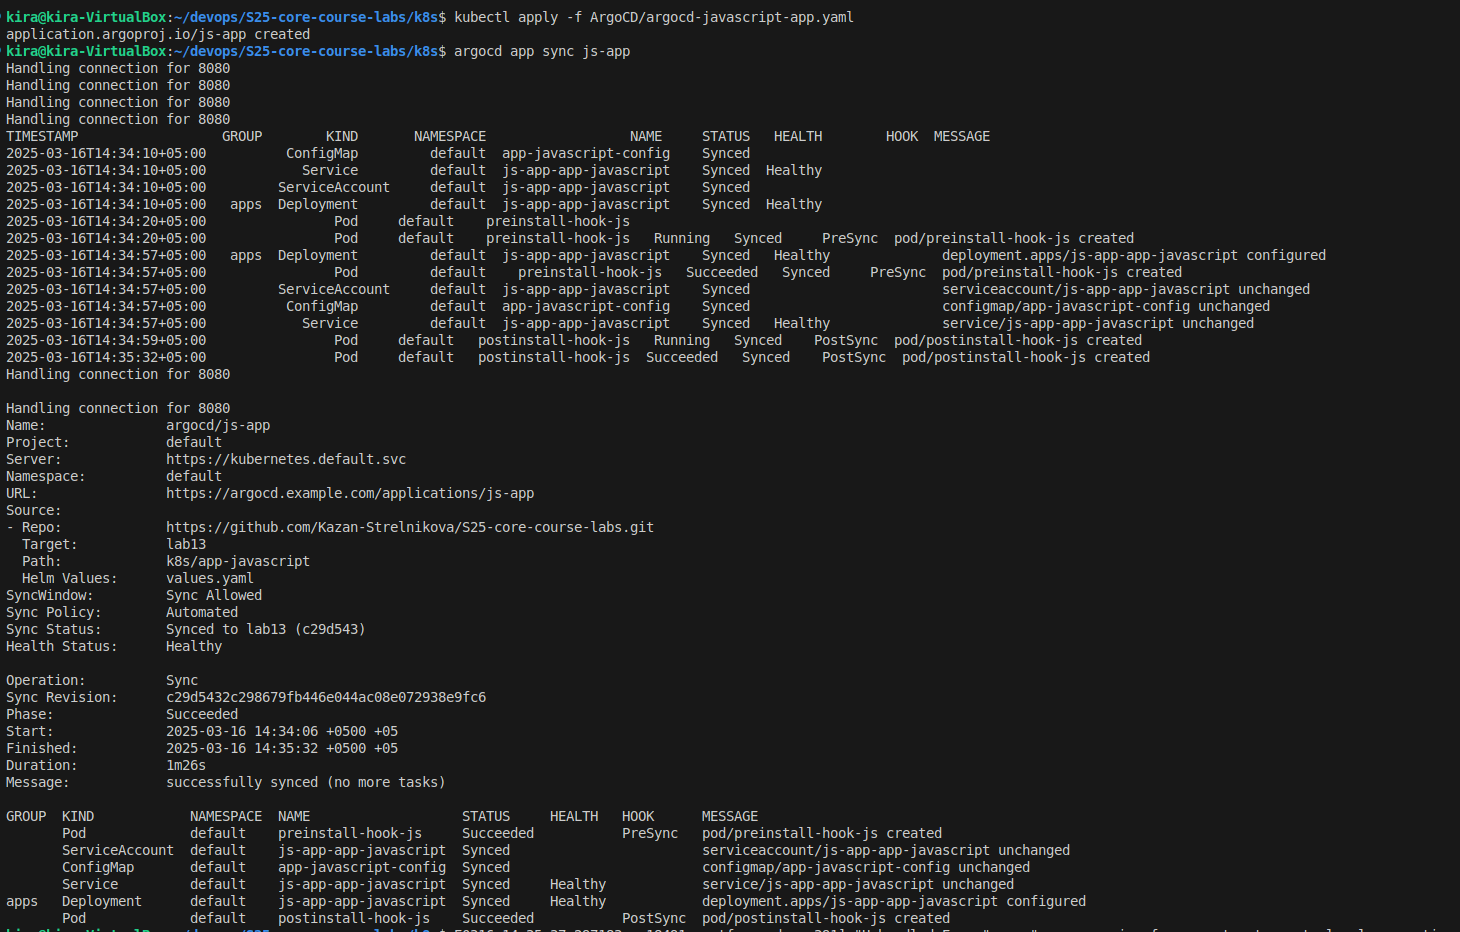 kira@kira-VirtualBox:~/devops/S25-core-course-labs/k8s$ kubectl apply -f ArgoCD/argocd-javascript-app.yaml
application.argoproj.io/js-app created
kira@kira-VirtualBox:~/devops/S25-core-course-labs/k8s$ argocd app sync js-app
Handling connection for 8080
Handling connection for 8080
Handling connection for 8080
Handling connection for 8080
TIMESTAMP                  GROUP        KIND       NAMESPACE                  NAME     STATUS   HEALTH        HOOK  MESSAGE
2025-03-16T14:34:10+05:00          ConfigMap         default  app-javascript-config    Synced
2025-03-16T14:34:10+05:00            Service         default  js-app-app-javascript    Synced  Healthy
2025-03-16T14:34:10+05:00         ServiceAccount     default  js-app-app-javascript    Synced
2025-03-16T14:34:10+05:00   apps  Deployment         default  js-app-app-javascript    Synced  Healthy
2025-03-16T14:34:20+05:00                Pod     default    preinstall-hook-js
2025-03-16T14:34:20+05:00                Pod     default    preinstall-hook-js   Running   Synced     PreSync  pod/preinstall-hook-js created
2025-03-16T14:34:57+05:00   apps  Deployment         default  js-app-app-javascript    Synced   Healthy              deployment.apps/js-app-app-javascript configured
2025-03-16T14:34:57+05:00                Pod         default    preinstall-hook-js   Succeeded   Synced     PreSync  pod/preinstall-hook-js created
2025-03-16T14:34:57+05:00         ServiceAccount     default  js-app-app-javascript    Synced                        serviceaccount/js-app-app-javascript unchanged
2025-03-16T14:34:57+05:00          ConfigMap         default  app-javascript-config    Synced                        configmap/app-javascript-config unchanged
2025-03-16T14:34:57+05:00            Service         default  js-app-app-javascript    Synced   Healthy              service/js-app-app-javascript unchanged
2025-03-16T14:34:59+05:00                Pod     default   postinstall-hook-js   Running   Synced    PostSync  pod/postinstall-hook-js created
2025-03-16T14:35:32+05:00                Pod     default   postinstall-hook-js  Succeeded   Synced    PostSync  pod/postinstall-hook-js created
Handling connection for 8080
Handling connection for 8080
Name:               argocd/js-app
Project:            default
Server:             https://kubernetes.default.svc
Namespace:          default
URL:                https://argocd.example.com/applications/js-app
Source:
- Repo:             https://github.com/Kazan-Strelnikova/S25-core-course-labs.git
  Target:           lab13
  Path:             k8s/app-javascript
  Helm Values:      values.yaml
SyncWindow:         Sync Allowed
Sync Policy:        Automated
Sync Status:        Synced to lab13 (c29d543)
Health Status:      Healthy
Operation:          Sync
Sync Revision:      c29d5432c298679fb446e044ac08e072938e9fc6
Phase:              Succeeded
Start:              2025-03-16 14:34:06 +0500 +05
Finished:           2025-03-16 14:35:32 +0500 +05
Duration:           1m26s
Message:            successfully synced (no more tasks)
GROUP  KIND            NAMESPACE  NAME                   STATUS     HEALTH   HOOK      MESSAGE
       Pod             default    preinstall-hook-js     Succeeded           PreSync   pod/preinstall-hook-js created
       ServiceAccount  default    js-app-app-javascript  Synced                        serviceaccount/js-app-app-javascript unchanged
       ConfigMap       default    app-javascript-config  Synced                        configmap/app-javascript-config unchanged
       Service         default    js-app-app-javascript  Synced     Healthy            service/js-app-app-javascript unchanged
apps   Deployment      default    js-app-app-javascript  Synced     Healthy            deployment.apps/js-app-app-javascript configured
       Pod             default    postinstall-hook-js    Succeeded           PostSync  pod/postinstall-hook-js created